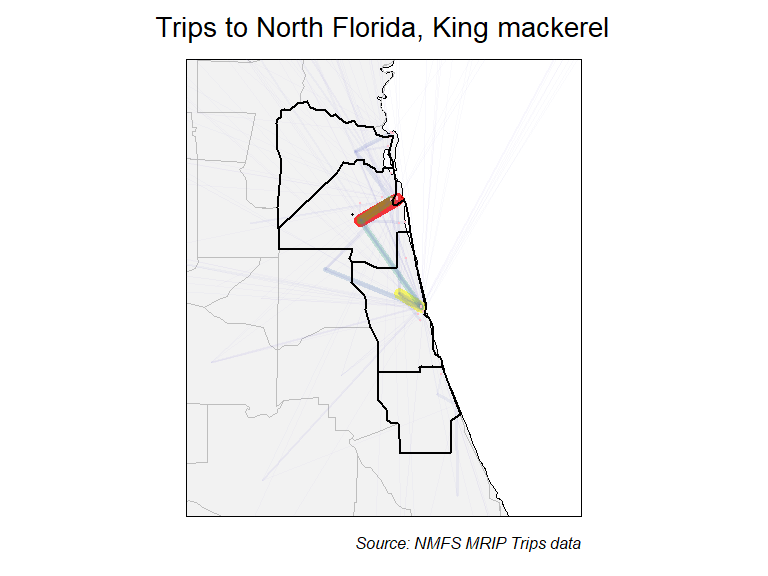 Trips to North Florida, King mackerel
Source: NMFS MRIP Trips data